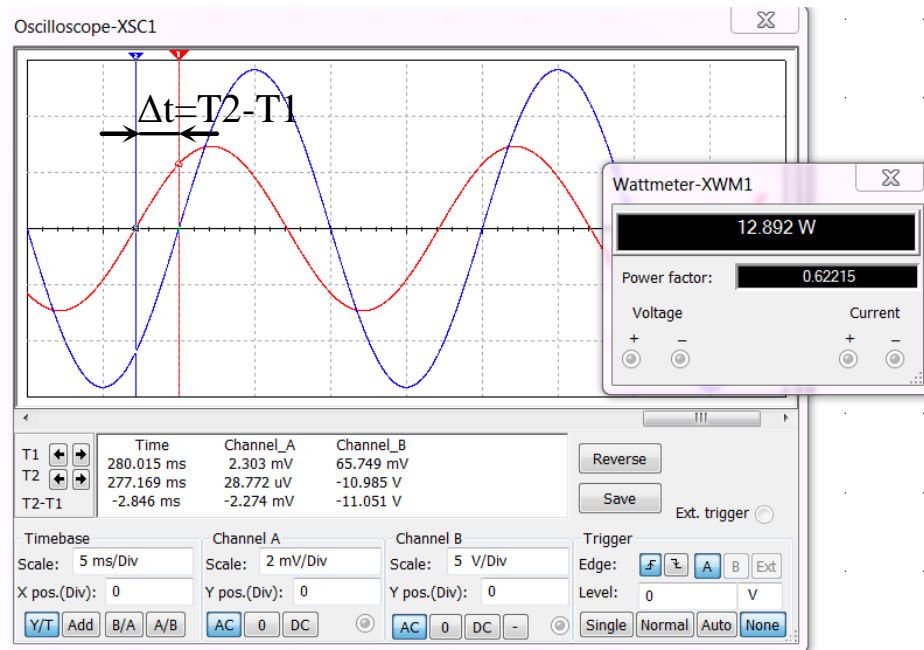 Oscilloscope-XSC1
2
1
Δt=T2-T1
Wattmeter-XWM1
12.892 W
Power factor: 0.62215
Voltage Current
+ - + -
Time Channel_A Channel_B
T1 280.015 ms 2.303 mV 65.749 mV
T2 277.169 ms 28.772 uV -10.985 V
T2-T1 -2.846 ms -2.274 mV -11.051 V
Reverse
Save
Ext. trigger
Timebase Channel A Channel B Trigger
Scale: 5 ms/Div Scale: 2 mV/Div Scale: 5 V/Div Edge: A B Ext
X pos.(Div): 0 Y pos.(Div): 0 Y pos.(Div): 0 Level: 0 V
Y/T Add B/A A/B AC 0 DC AC 0 DC - Single Normal Auto None